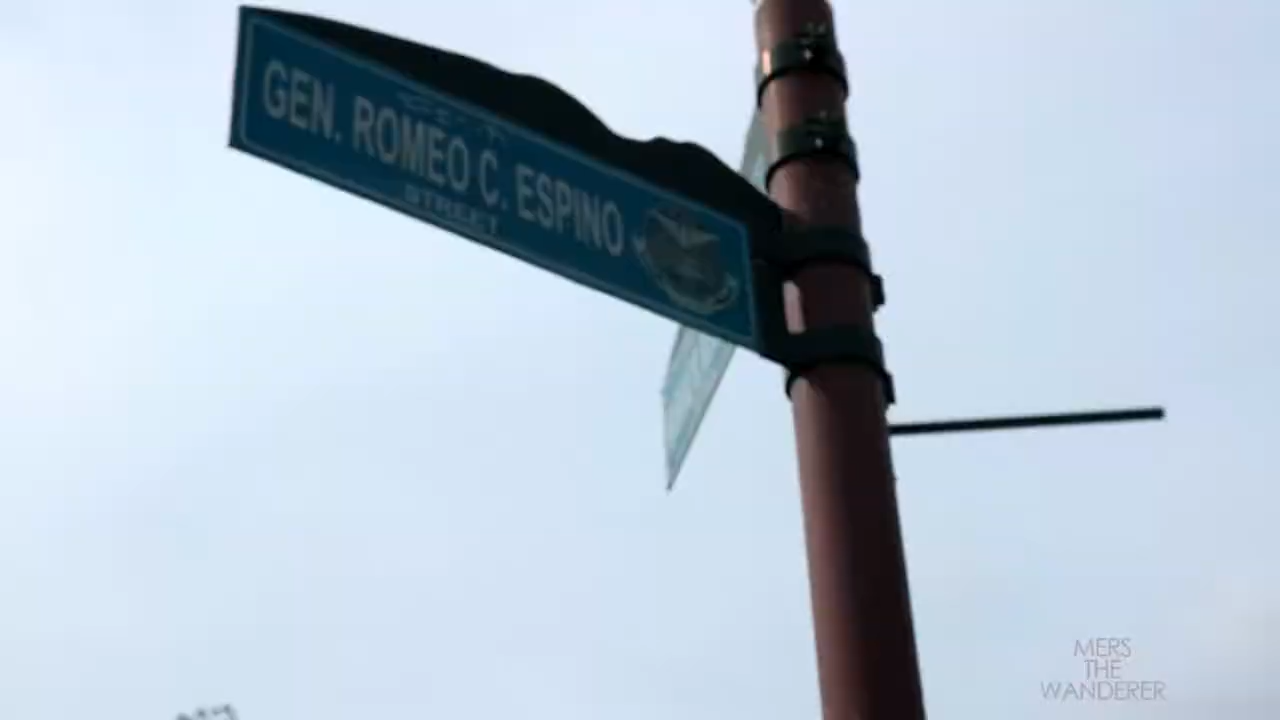 GEN. ROMEO C. ESPINO
STREET
MERS
THE
WANDERER